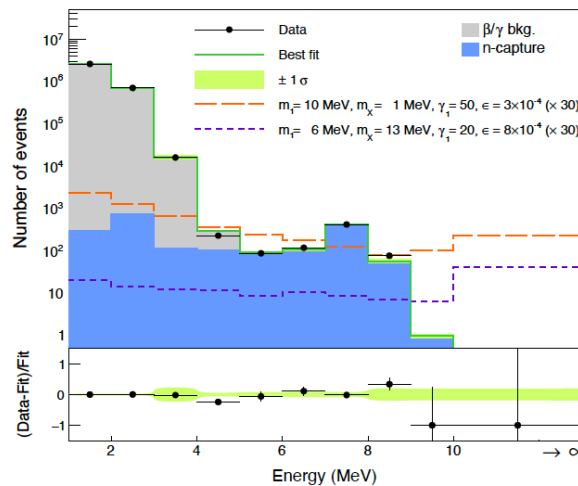 Data
Best fit
± 1 σ
m₁= 10 MeV, mₓ= 1 MeV, γ₁= 50, ε = 3×10⁻⁴ (× 30)
m₁= 6 MeV, mₓ= 13 MeV, γ₁= 20, ε = 8×10⁻⁴ (× 30)
β/γ bkg.
n-capture
Number of events
10⁷
10⁶
10⁵
10⁴
10³
10²
10
1
(Data-Fit)/Fit
1
0
−1
2
4
6
8
10
→ ∞
Energy (MeV)